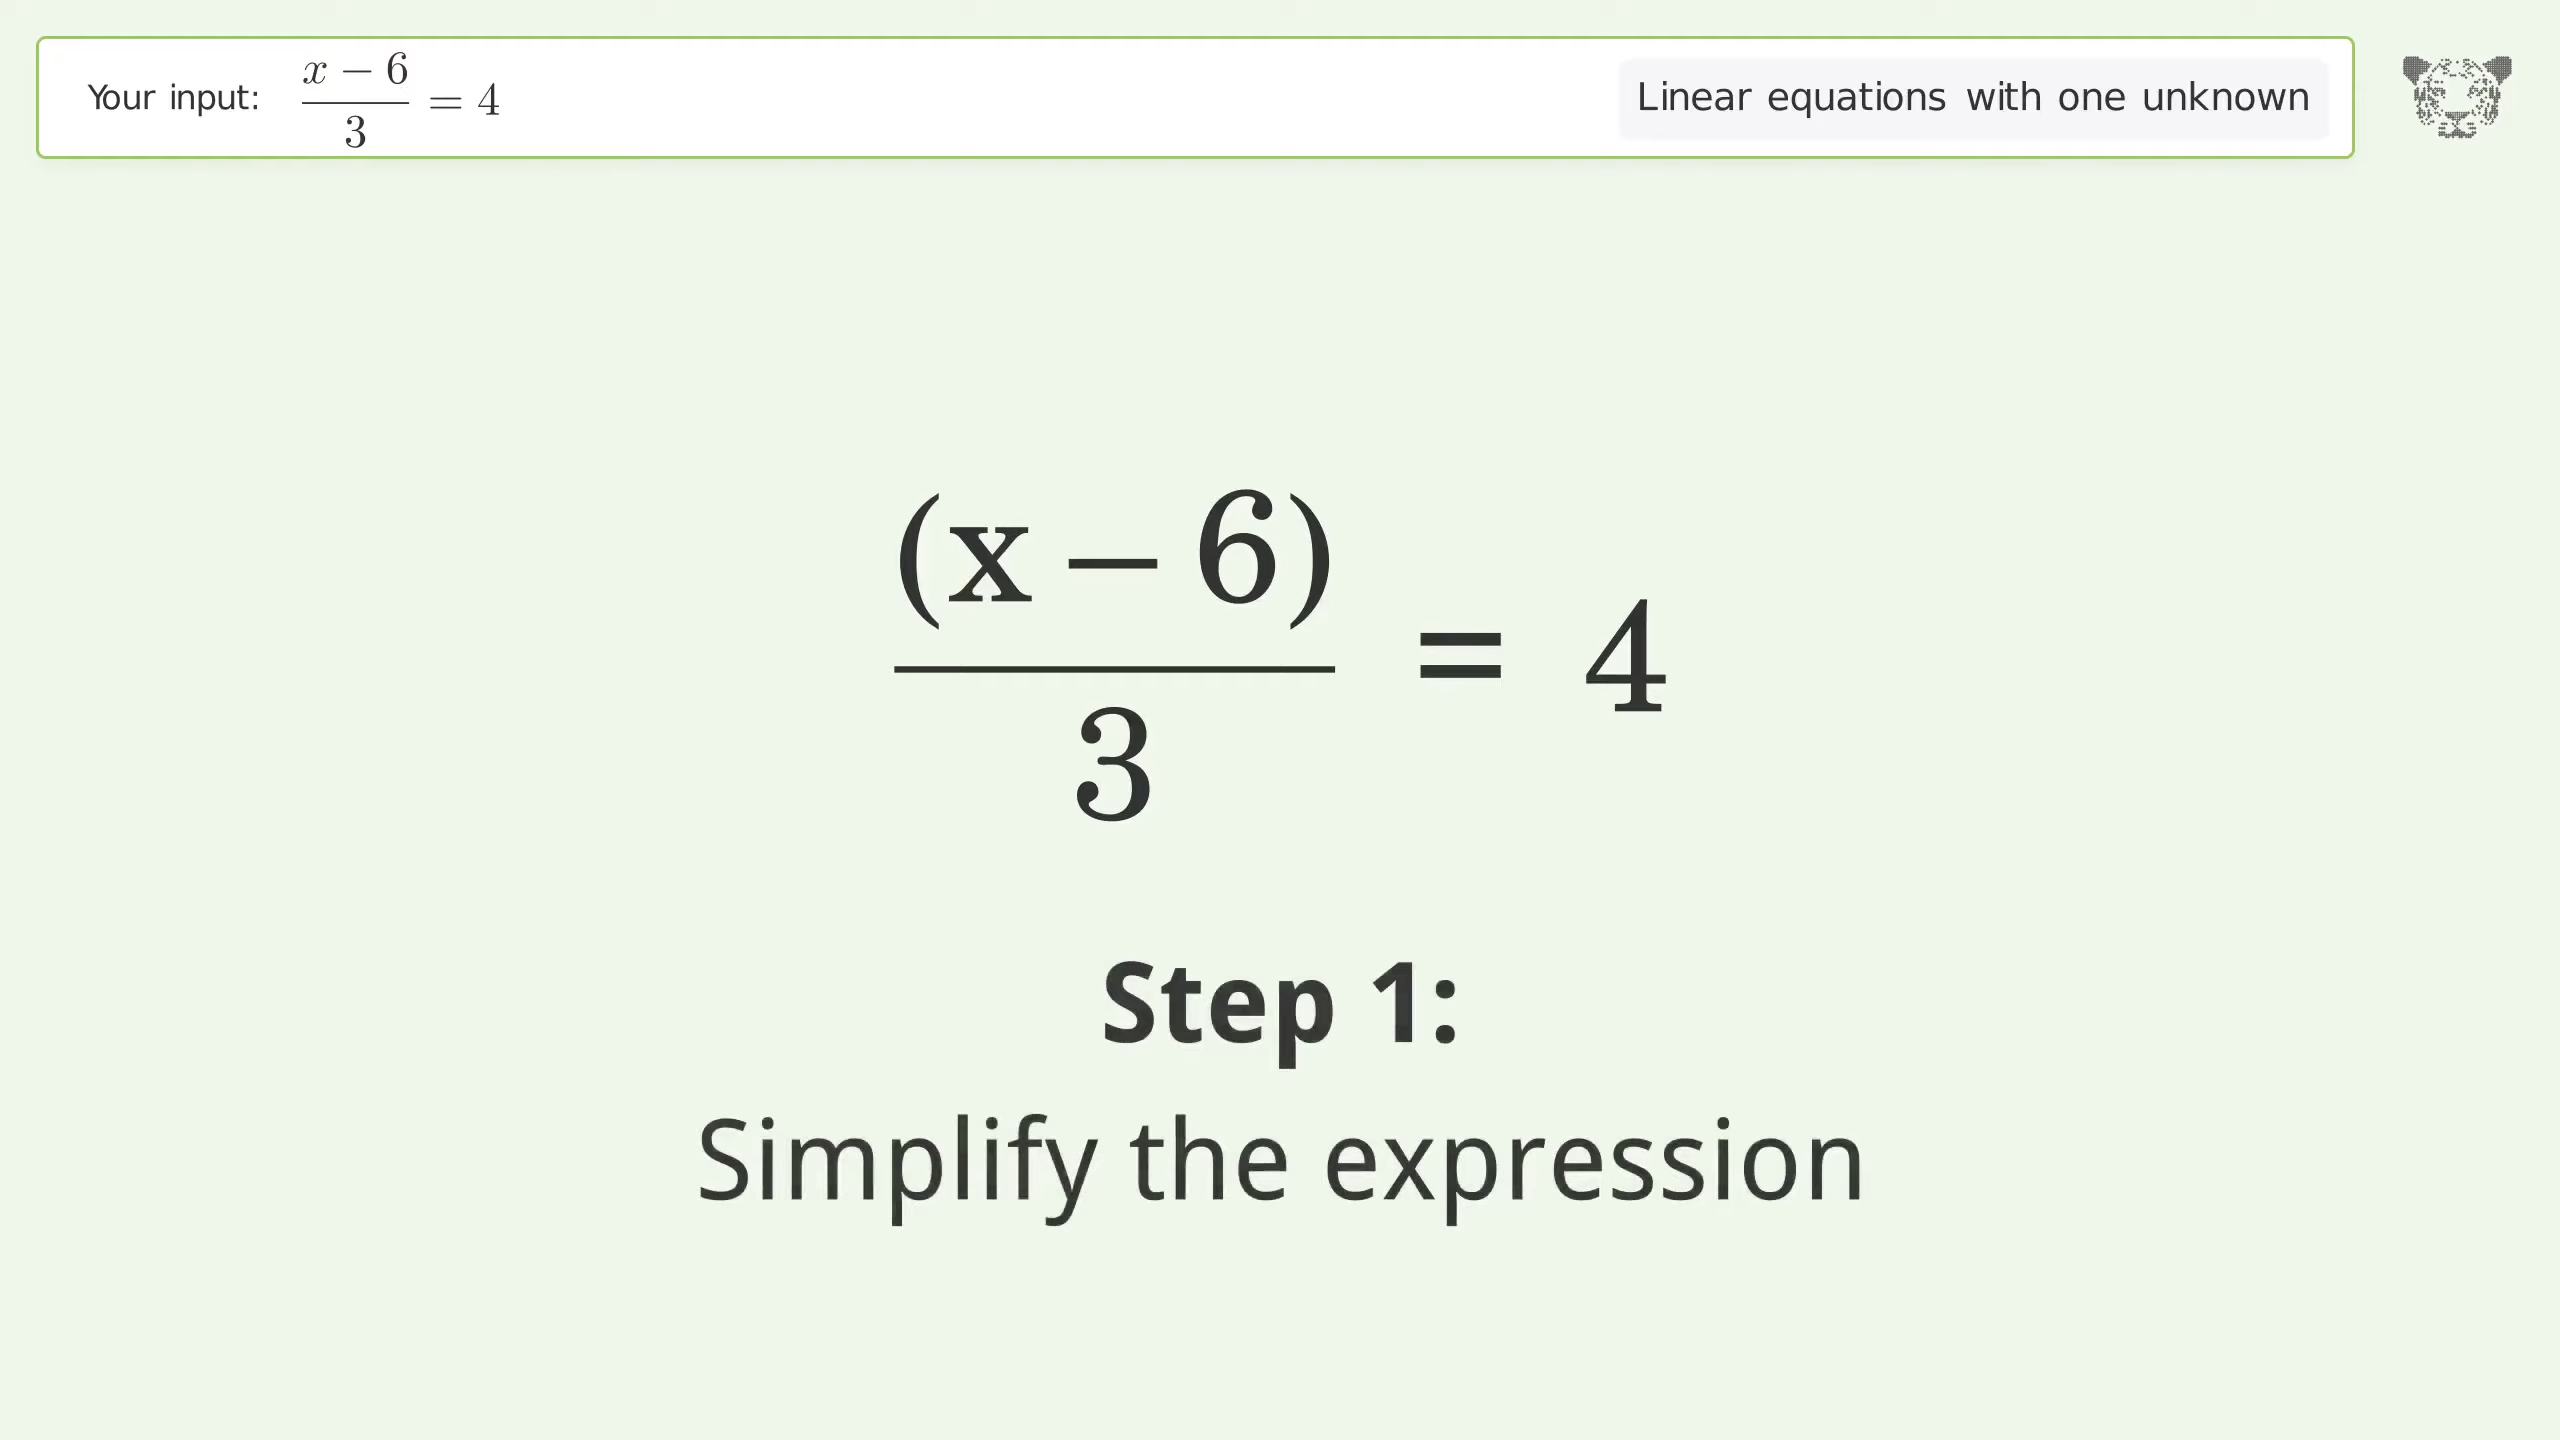 Your input: (x − 6)/3 = 4
Linear equations with one unknown
(x − 6)
3
= 4
Step 1:
Simplify the expression